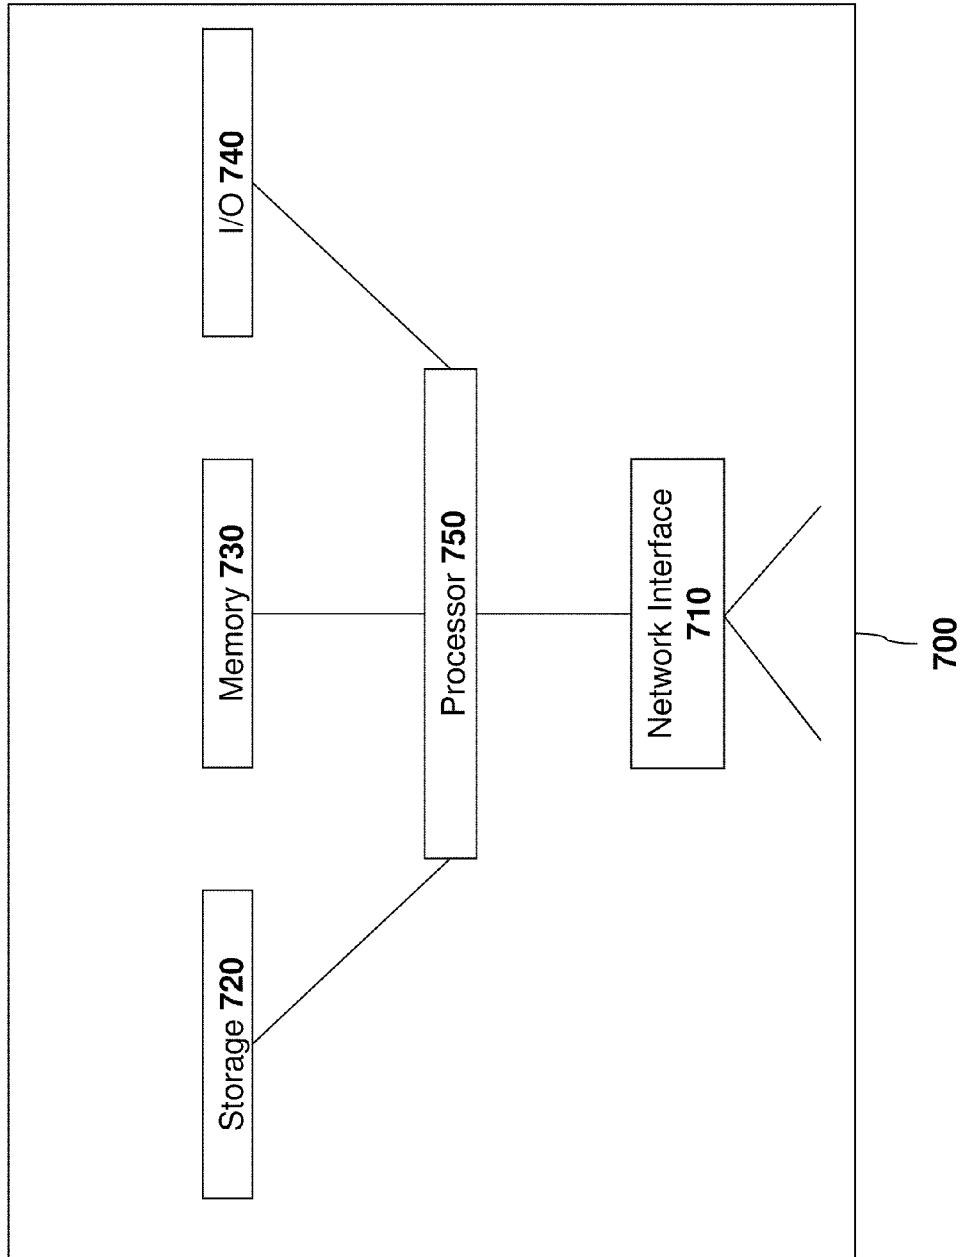 Storage 720
Memory 730
I/O 740
Processor 750
Network Interface
710
700